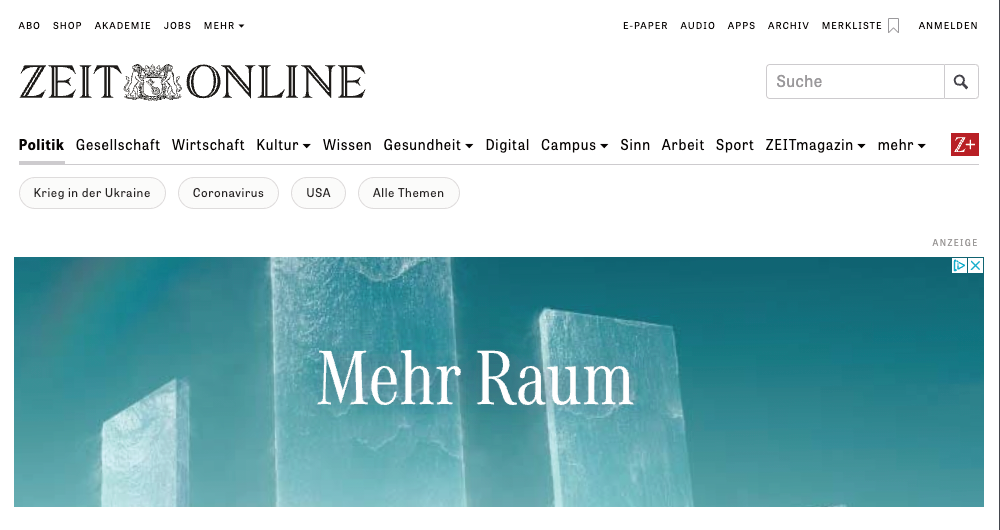 ABO SHOP AKADEMIE JOBS MEHR E-PAPER AUDIO APPS ARCHIV MERKLISTE ANMELDEN
ZEIT ONLINE
Suche
Politik Gesellschaft Wirtschaft Kultur Wissen Gesundheit Digital Campus Sinn Arbeit Sport ZEITmagazin mehr Z+
Krieg in der Ukraine Coronavirus USA Alle Themen
ANZEIGE
Mehr Raum